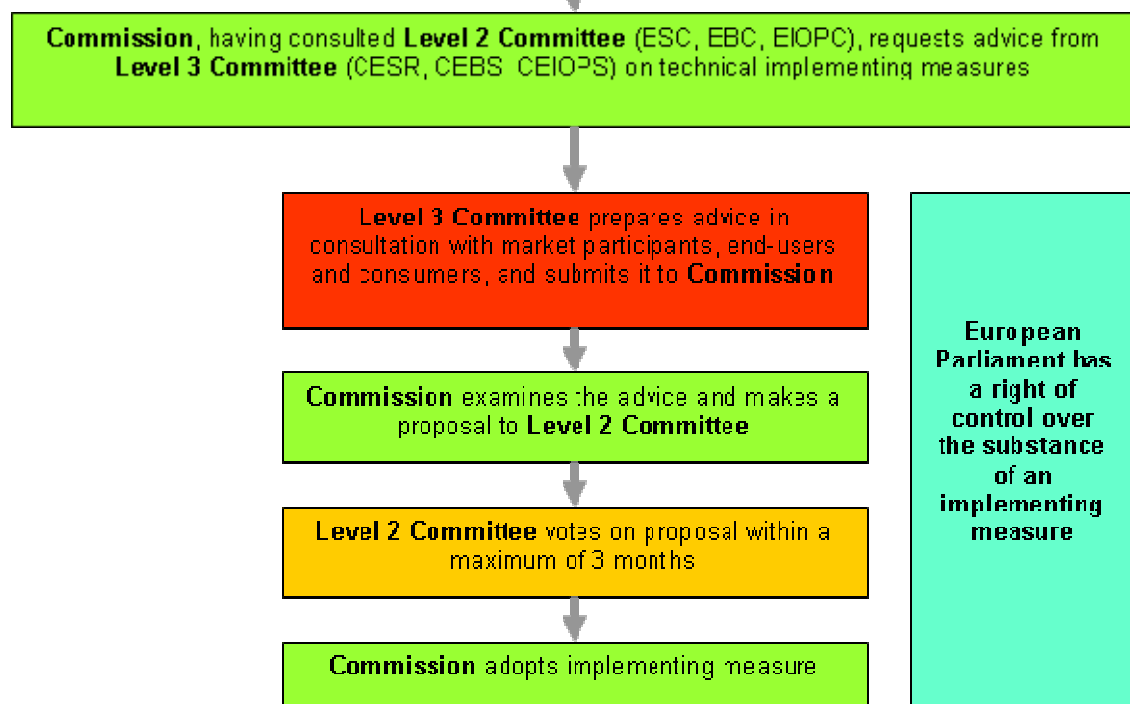 Commission, having consulted Level 2 Committee (ESC, EBC, EIOPC), requests advice from
Level 3 Committee (CESR, CEBS CEIOPS) on technical implementing measures
Level 3 Committee prepares advice in
consultation with market participants, end-users
and consumers, and submits it to Commission
Commission examines the advice and makes a
proposal to Level 2 Committee
Level 2 Committee votes on proposal within a
maximum of 3 months
Commission adopts implementing measure
European
Parliament has
a right of
control over
the substance
of an
implementing
measure